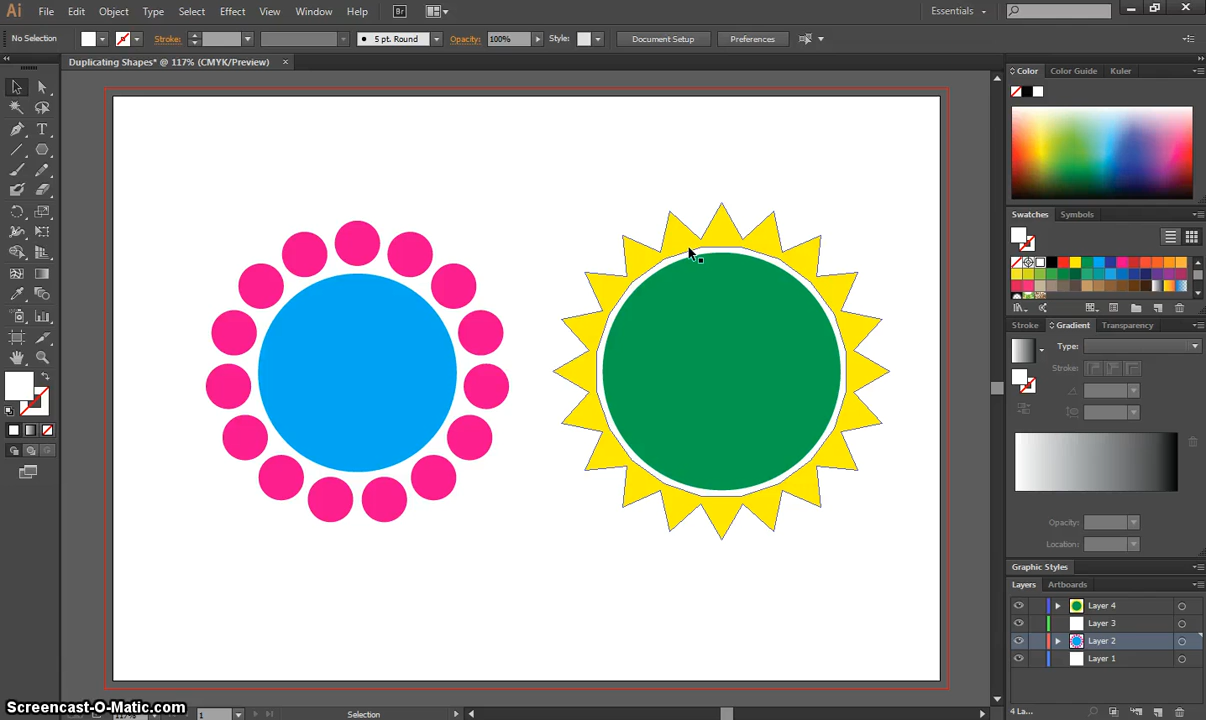 Ai File Edit Object Type Select Effect View Window Help Br Essentials
No Selection Stroke: 5 pt. Round Opacity: 100% Style: Document Setup Preferences
Duplicating Shapes* @ 117% (CMYK/Preview) ×
Color Color Guide Kuler
Swatches Symbols
Stroke Gradient Transparency
Type:
Stroke:
Opacity:
Location:
Graphic Styles
Layers Artboards
Layer 4
Layer 3
Layer 2
Layer 1
4 La...
Screencast-O-Matic.com
117% 1 Selection